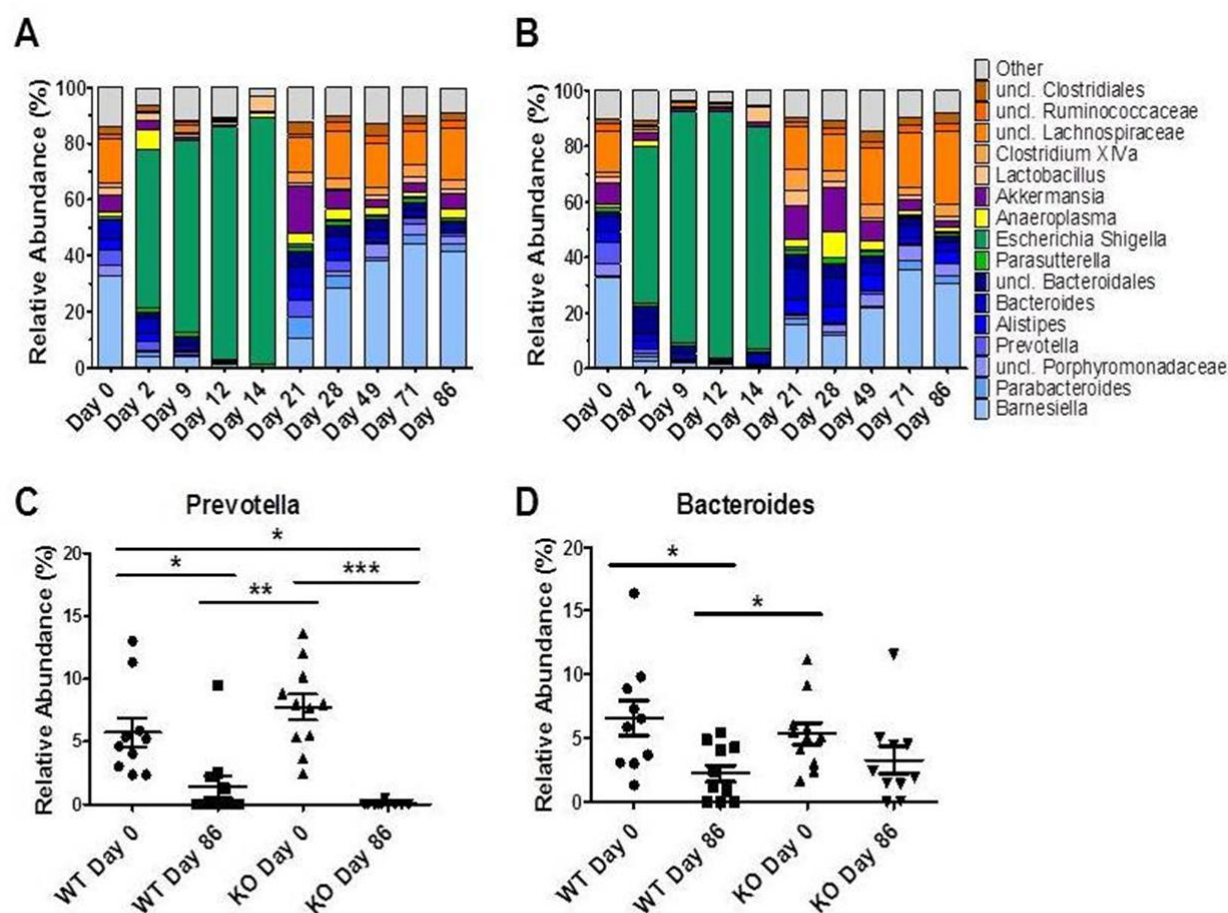 A
Relative Abundance (%)
100
80
60
40
20
0
Day 0
Day 2
Day 9
Day 12
Day 14
Day 21
Day 28
Day 49
Day 71
Day 86
B
Relative Abundance (%)
100
80
60
40
20
0
Day 0
Day 2
Day 9
Day 12
Day 14
Day 21
Day 28
Day 49
Day 71
Day 86
Other
uncl. Clostridiales
uncl. Ruminococcaceae
uncl. Lachnospiraceae
Clostridium XIVa
Lactobacillus
Akkermansia
Anaeroplasma
Escherichia Shigella
Parasutterella
uncl. Bacteroidales
Bacteroides
Alistipes
Prevotella
uncl. Porphyromonadaceae
Parabacteroides
Barnesiella
C
Prevotella
Relative Abundance (%)
20
15
10
5
0
*
*
***
**
WT Day 0
WT Day 86
KO Day 0
KO Day 86
D
Bacteroides
Relative Abundance (%)
20
15
10
5
0
*
*
WT Day 0
WT Day 86
KO Day 0
KO Day 86